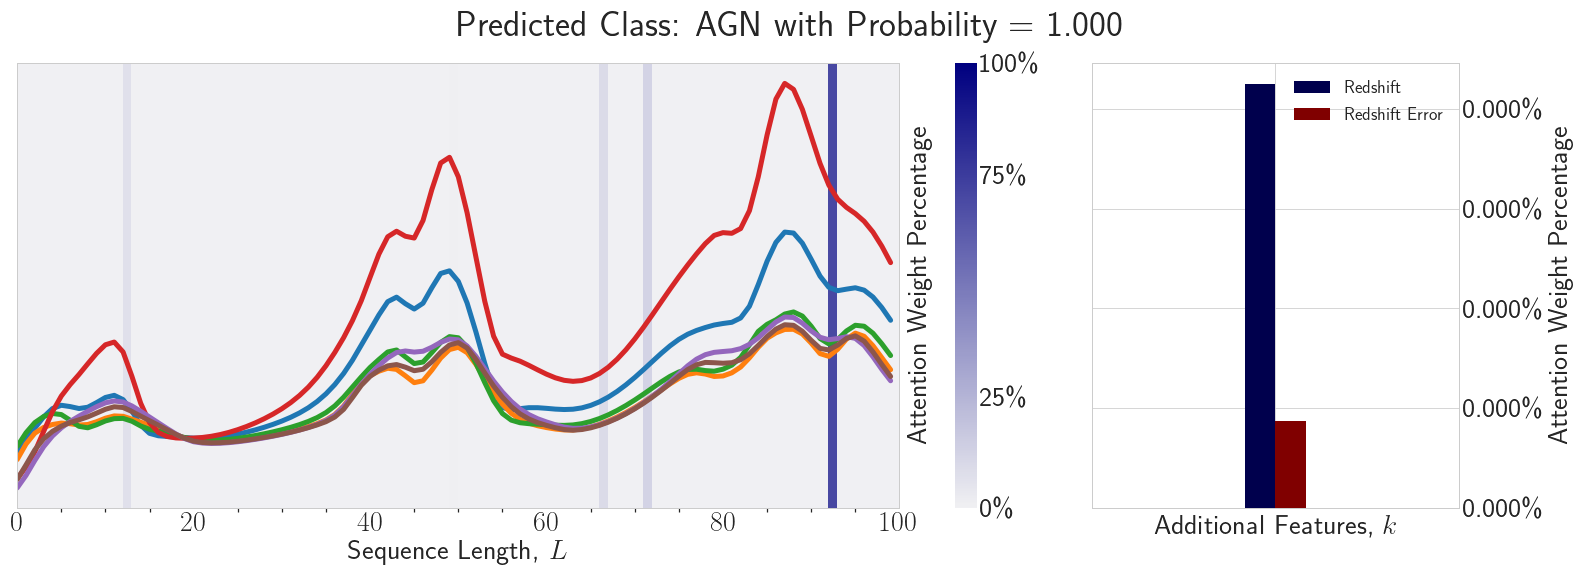 Predicted Class: AGN with Probability = 1.000
0
20
40
60
80
100
Sequence Length, L
100%
75%
25%
0%
Attention Weight Percentage
Redshift
Redshift Error
0.000%
0.000%
0.000%
0.000%
0.000%
Attention Weight Percentage
Additional Features, k